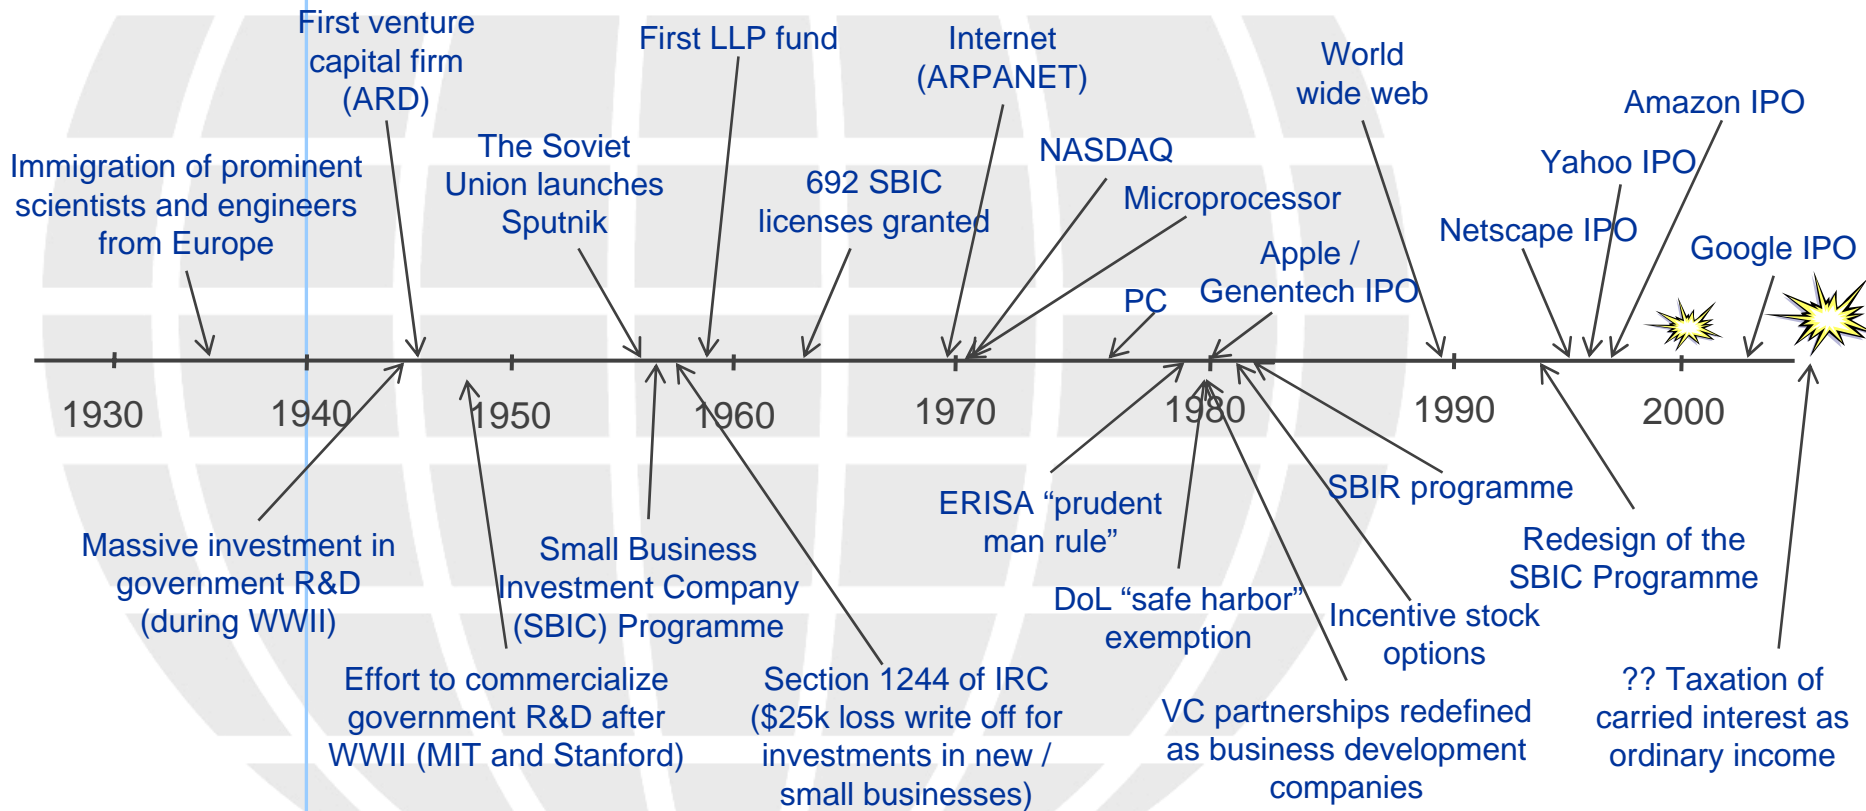 First venture
capital firm
(ARD)
First LLP fund
Internet
(ARPANET)
World
wide web
Amazon IPO
Immigration of prominent
scientists and engineers
from Europe
The Soviet
Union launches
Sputnik
692 SBIC
licenses granted
NASDAQ
Microprocessor
Yahoo IPO
Netscape IPO
Google IPO
Apple /
Genentech IPO
PC
1930
1940
1950
1960
1970
1980
1990
2000
Massive investment in
government R&D
(during WWII)
Effort to commercialize
government R&D after
WWII (MIT and Stanford)
Small Business
Investment Company
(SBIC) Programme
Section 1244 of IRC
($25k loss write off for
investments in new /
small businesses)
ERISA “prudent
man rule”
DoL “safe harbor”
exemption
VC partnerships redefined
as business development
companies
Incentive stock
options
SBIR programme
Redesign of the
SBIC Programme
?? Taxation of
carried interest as
ordinary income